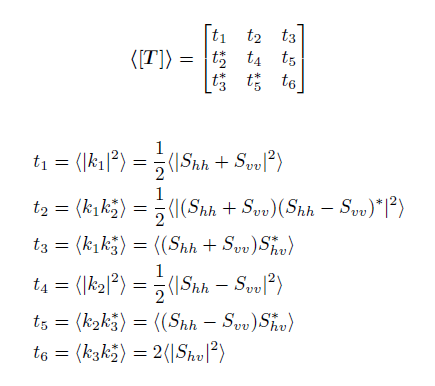 ⟨[T]⟩ = [t₁ t₂ t₃
t₂* t₄ t₅
t₃* t₅* t₆]
t₁ = ⟨|k₁|²⟩ = 1/2⟨|Sₕₕ + Sᵥᵥ|²⟩
t₂ = ⟨k₁k₂*⟩ = 1/2⟨|(Sₕₕ + Sᵥᵥ)(Sₕₕ − Sᵥᵥ)*|²⟩
t₃ = ⟨k₁k₃*⟩ = ⟨(Sₕₕ + Sᵥᵥ)Sₕᵥ*⟩
t₄ = ⟨|k₂|²⟩ = 1/2⟨|Sₕₕ − Sᵥᵥ|²⟩
t₅ = ⟨k₂k₃*⟩ = ⟨(Sₕₕ − Sᵥᵥ)Sₕᵥ*⟩
t₆ = ⟨k₃k₂*⟩ = 2⟨|Sₕᵥ|²⟩